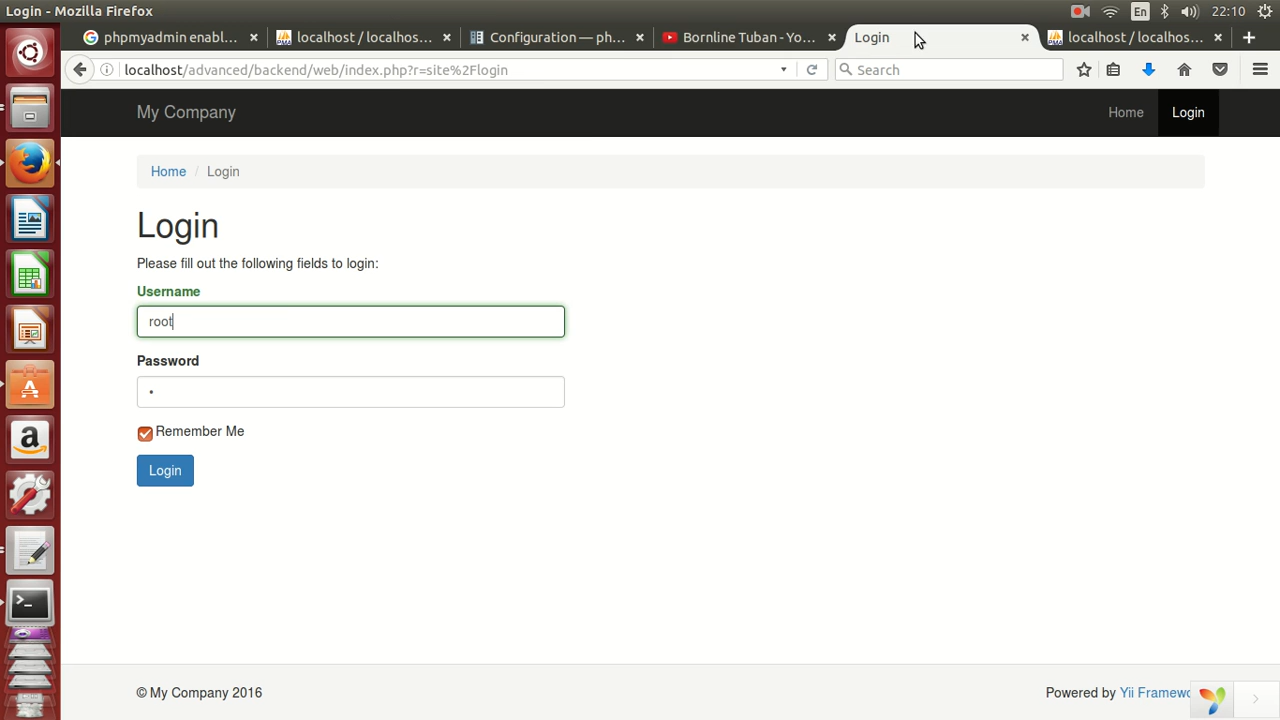 Login - Mozilla Firefox
En
22:10
phpmyadmin enabl...
localhost / localhos...
Configuration — ph...
Bornline Tuban - Yo...
Login
localhost / localhos...
localhost/advanced/backend/web/index.php?r=site%2Flogin
Search
My Company
Home
Login
Home / Login
Login
Please fill out the following fields to login:
Username
root
Password
•
Remember Me
Login
© My Company 2016
Powered by Yii Framewo